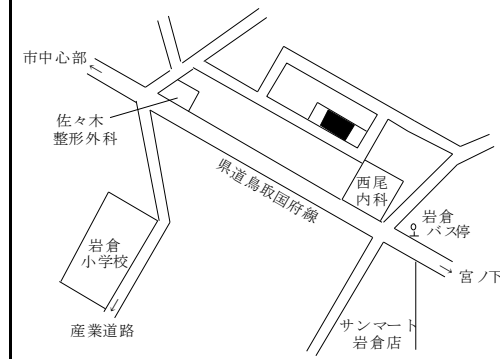 市中心部
佐々木
整形外科
県道鳥取国府線
西尾
内科
岩倉
バス停
岩倉
小学校
宮ノ下
産業道路
サンマート
岩倉店